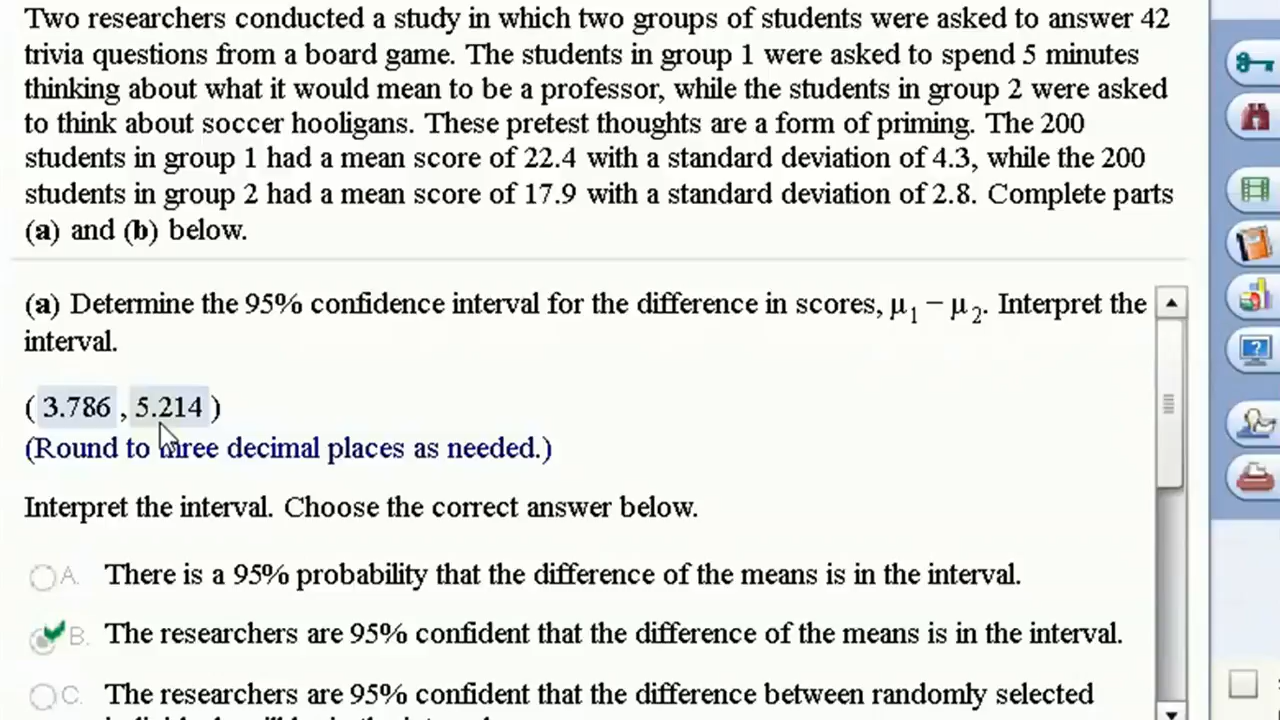 Two researchers conducted a study in which two groups of students were asked to answer 42
trivia questions from a board game. The students in group 1 were asked to spend 5 minutes
thinking about what it would mean to be a professor, while the students in group 2 were asked
to think about soccer hooligans. These pretest thoughts are a form of priming. The 200
students in group 1 had a mean score of 22.4 with a standard deviation of 4.3, while the 200
students in group 2 had a mean score of 17.9 with a standard deviation of 2.8. Complete parts
(a) and (b) below.
(a) Determine the 95% confidence interval for the difference in scores, μ₁ − μ₂. Interpret the
interval.
( 3.786 , 5.214 )
(Round to three decimal places as needed.)
Interpret the interval. Choose the correct answer below.
A. There is a 95% probability that the difference of the means is in the interval.
B. The researchers are 95% confident that the difference of the means is in the interval.
C. The researchers are 95% confident that the difference between randomly selected